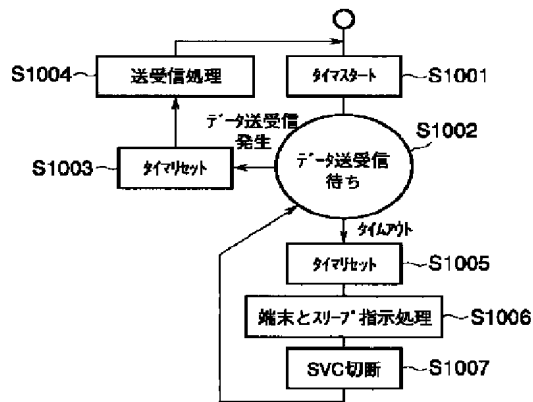 S1004
送受信処理
タイマスタート
S1001
データ送受信
発生
S1002
S1003
タイマリセット
データ送受信
待ち
タイムアウト
タイマリセット
S1005
端末とスリープ指示処理
S1006
SVC切断
S1007